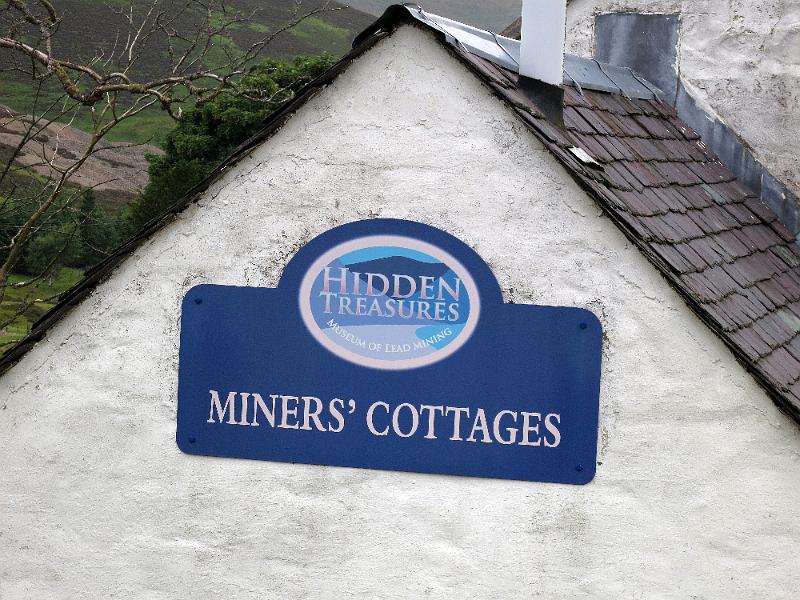 HIDDEN
TREASURES
MUSEUM OF LEAD MINING
MINERS' COTTAGES